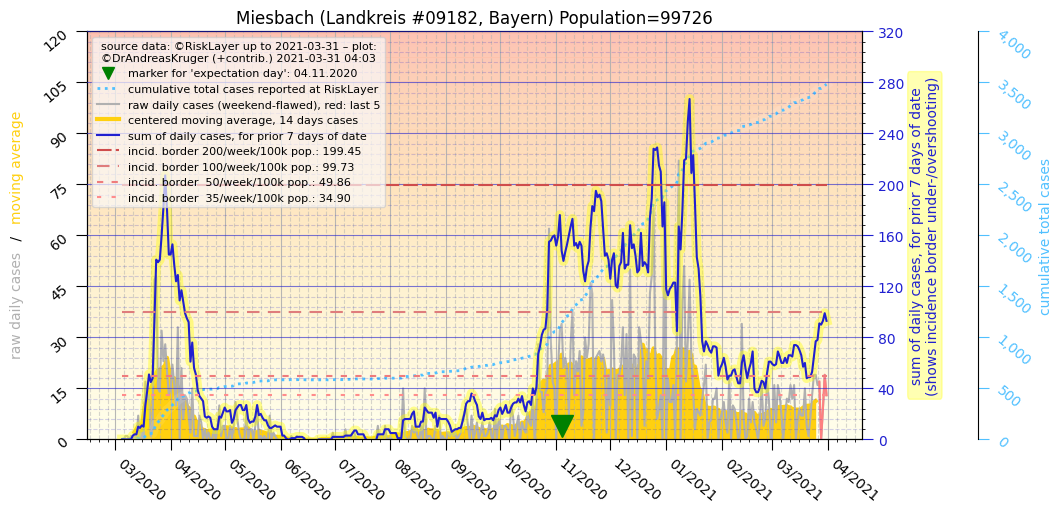 Miesbach (Landkreis #09182, Bayern) Population=99726
source data: ©RiskLayer up to 2021-03-31 – plot:
©DrAndreasKruger (+contrib.) 2021-03-31 04:03
marker for 'expectation day': 04.11.2020
cumulative total cases reported at RiskLayer
raw daily cases (weekend-flawed), red: last 5
centered moving average, 14 days cases
sum of daily cases, for prior 7 days of date
incid. border 200/week/100k pop.: 199.45
incid. border 100/week/100k pop.: 99.73
incid. border  50/week/100k pop.: 49.86
incid. border  35/week/100k pop.: 34.90
raw daily cases / moving average
120
105
90
75
60
45
30
15
0
03/2020
04/2020
05/2020
06/2020
07/2020
08/2020
09/2020
10/2020
11/2020
12/2020
01/2021
02/2021
03/2021
04/2021
320
280
240
200
160
120
80
40
0
sum of daily cases, for prior 7 days of date
(shows incidence border under-/overshooting)
4,000
3,500
3,000
2,500
2,000
1,500
1,000
500
0
cumulative total cases